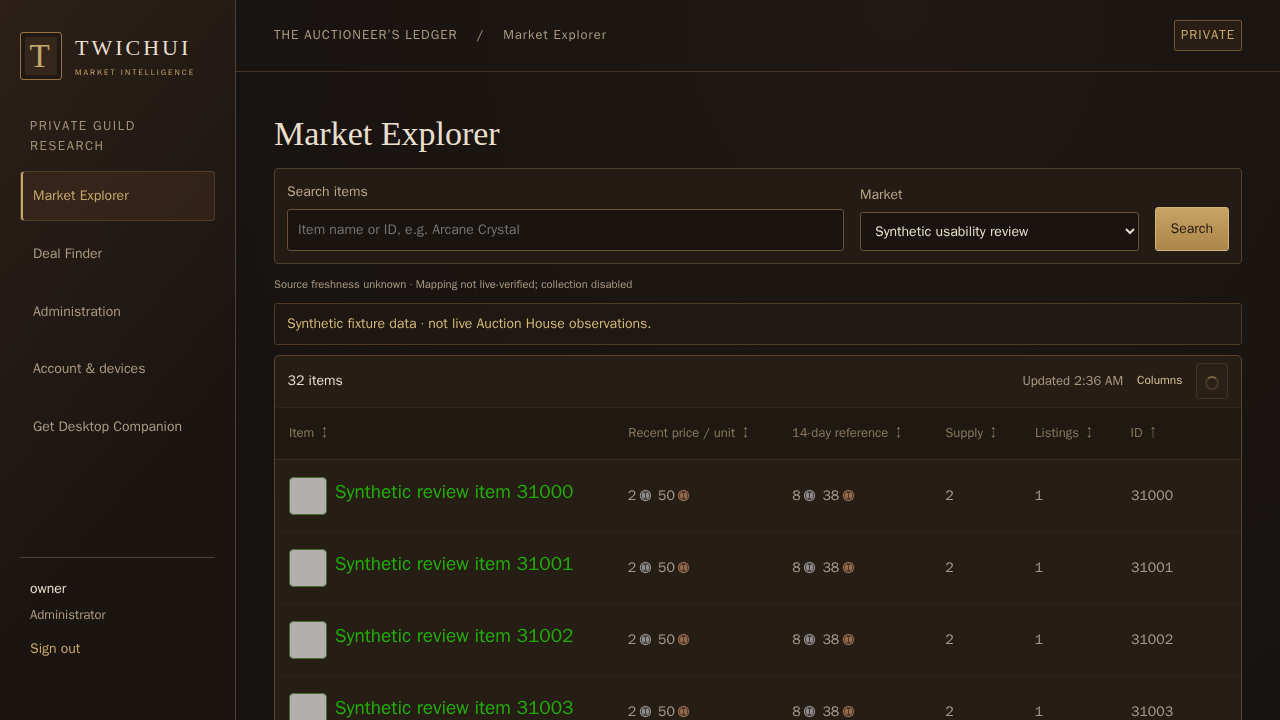 T
TWICHUI
MARKET INTELLIGENCE
PRIVATE GUILD
RESEARCH
Market Explorer
Deal Finder
Administration
Account & devices
Get Desktop Companion
owner
Administrator
Sign out
THE AUCTIONEER'S LEDGER / Market Explorer
PRIVATE
Market Explorer
Search items
Item name or ID, e.g. Arcane Crystal
Market
Synthetic usability review
Search
Source freshness unknown · Mapping not live-verified; collection disabled
Synthetic fixture data · not live Auction House observations.
32 items
Updated 2:36 AM Columns
Item ↕ Recent price / unit ↕ 14-day reference ↕ Supply ↕ Listings ↕ ID ↑
Synthetic review item 31000 2 50 8 38 2 1 31000
Synthetic review item 31001 2 50 8 38 2 1 31001
Synthetic review item 31002 2 50 8 38 2 1 31002
Synthetic review item 31003 2 50 8 38 2 1 31003